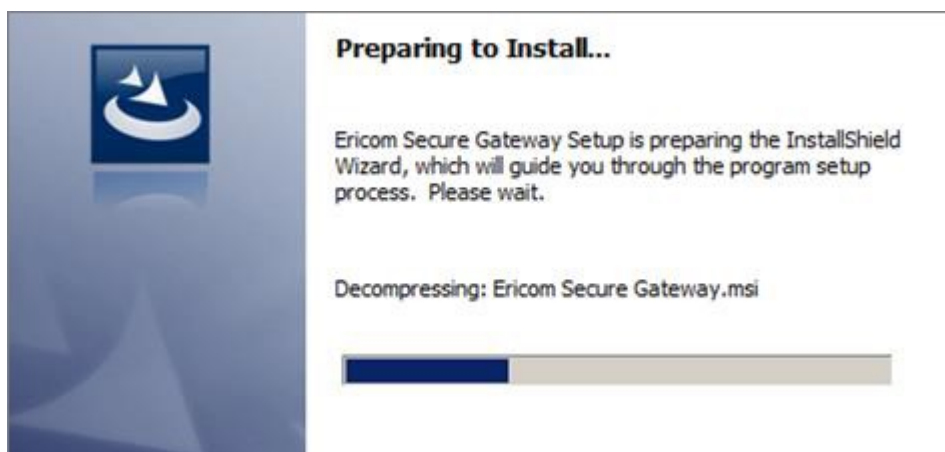 Preparing to Install...
Ericom Secure Gateway Setup is preparing the InstallShield
Wizard, which will guide you through the program setup
process.  Please wait.
Decompressing: Ericom Secure Gateway.msi